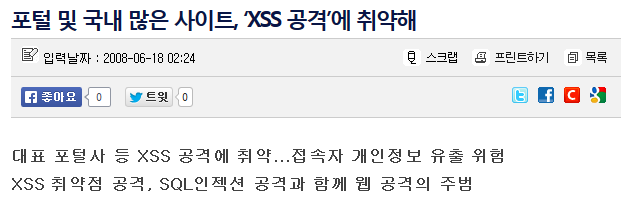 포털 및 국내 많은 사이트, ‘XSS 공격’에 취약해
입력날짜 : 2008-06-18 02:24 스크랩 프린트하기 목록
좋아요 0 트윗 0
대표 포털사 등 XSS 공격에 취약...접속자 개인정보 유출 위험
XSS 취약점 공격, SQL인젝션 공격과 함께 웹 공격의 주범